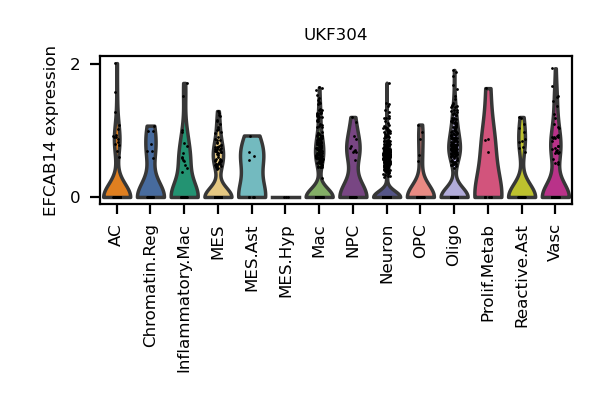 UKF304
EFCAB14 expression
2
0
AC
Chromatin.Reg
Inflammatory.Mac
MES
MES.Ast
MES.Hyp
Mac
NPC
Neuron
OPC
Oligo
Prolif.Metab
Reactive.Ast
Vasc